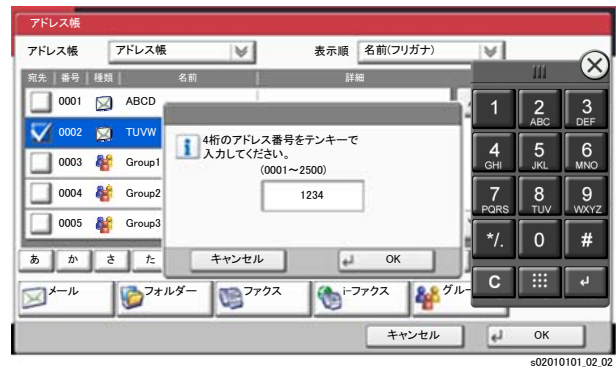 アドレス帳
アドレス帳 アドレス帳 表示順 名前(フリガナ)
宛先 番号 種類 名前 詳細
0001 ABCD
0002 TUVW
0003 Group1
0004 Group2
0005 Group3
4桁のアドレス番号をテンキーで
入力してください。
(0001～2500)
1234
キャンセル OK
あ か さ た
メール フォルダー ファクス i-ファクス グルー
キャンセル OK
1 2 ABC 3 DEF
4 GHI 5 JKL 6 MNO
7 PQRS 8 TUV 9 WXYZ
*/. 0 #
C
s02010101_02_02